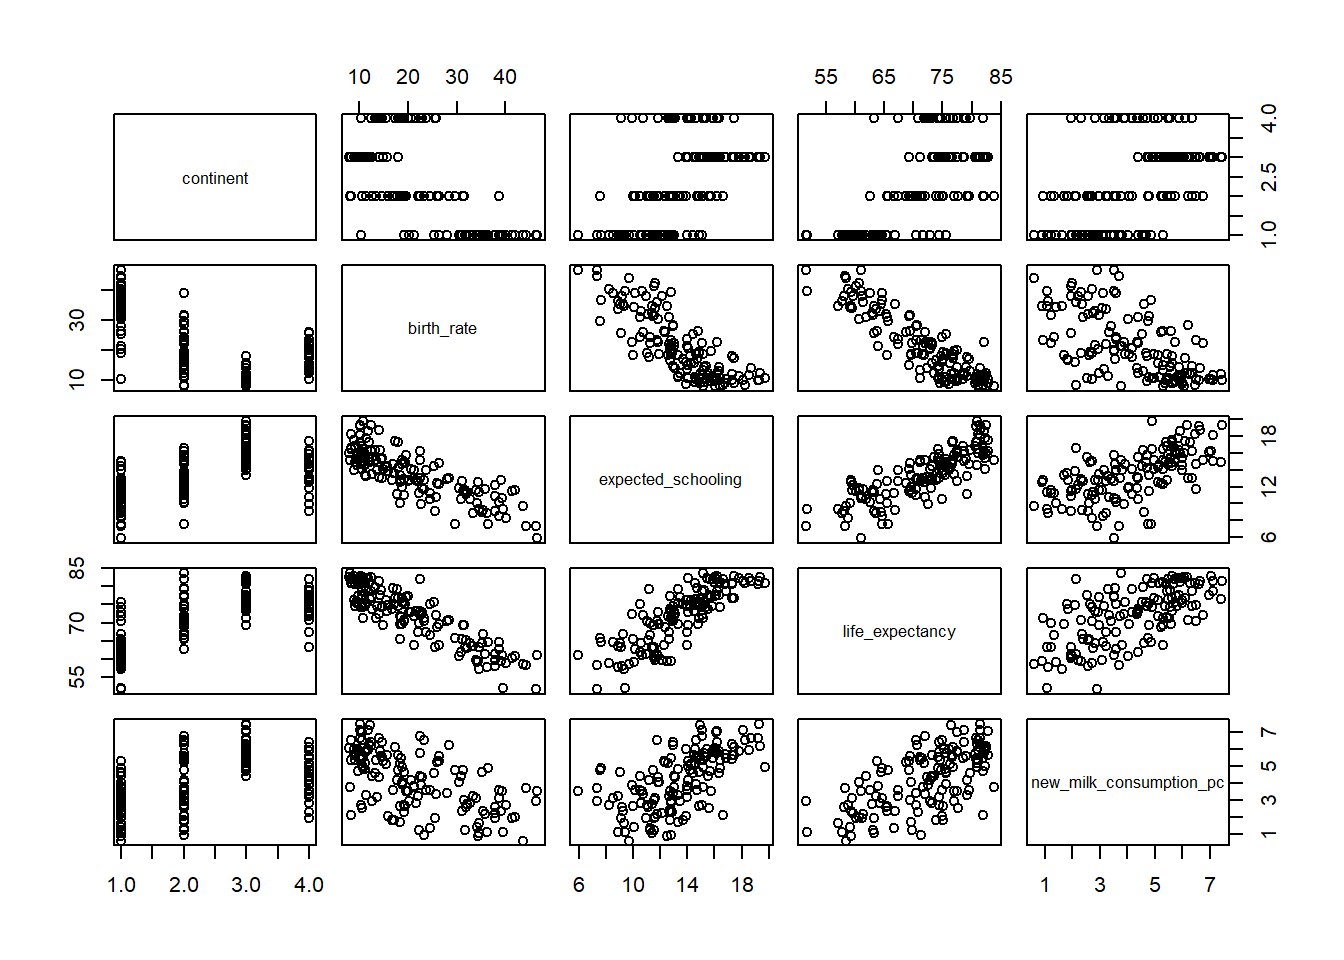 10 20 30 40 55 65 75 85
continent
1.0 2.5 4.0
10 30
birth_rate
expected_schooling
6 12 18
55 70 85
life_expectancy
new_milk_consumption_pc
1 3 5 7
1.0 2.0 3.0 4.0 6 10 14 18 1 3 5 7